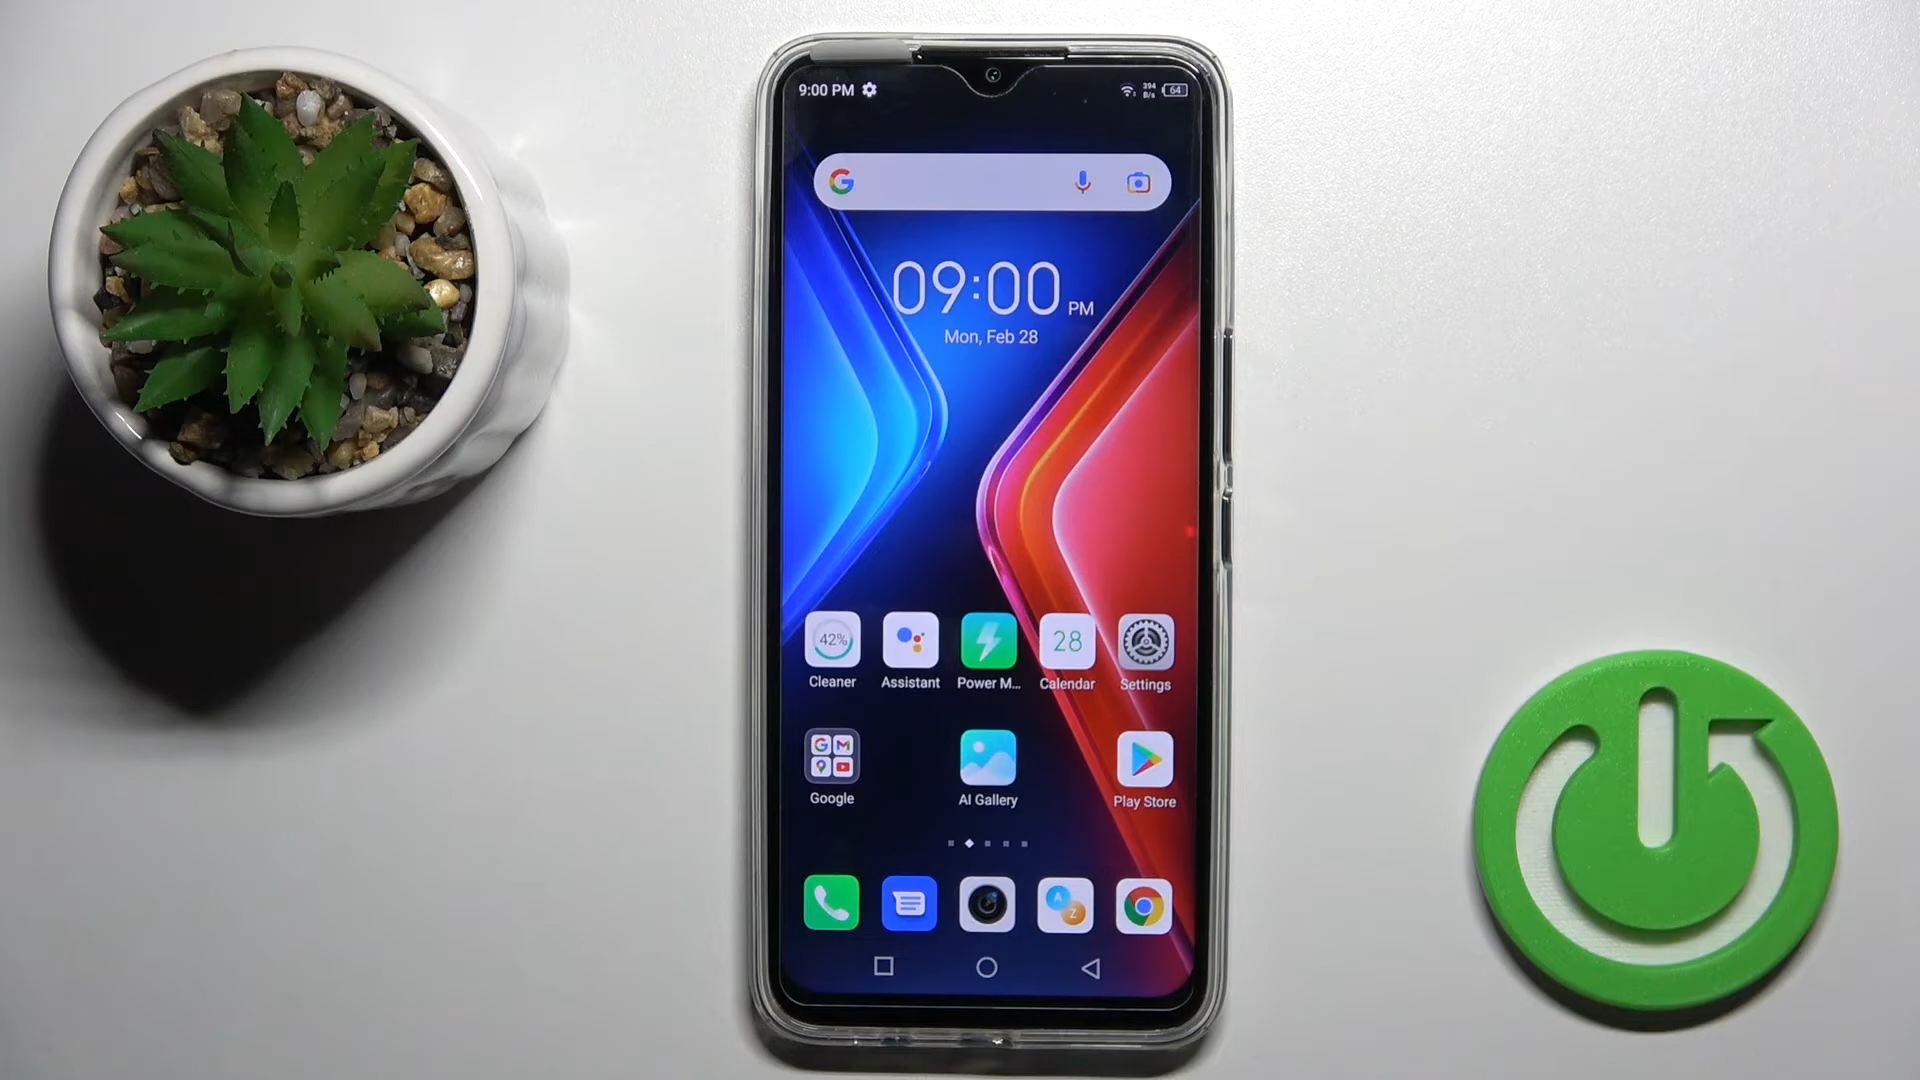 9:00 PM
394
B/s
64
09:00 PM
Mon, Feb 28
42%
28
Cleaner
Assistant
Power M...
Calendar
Settings
Google
AI Gallery
Play Store
A
Z